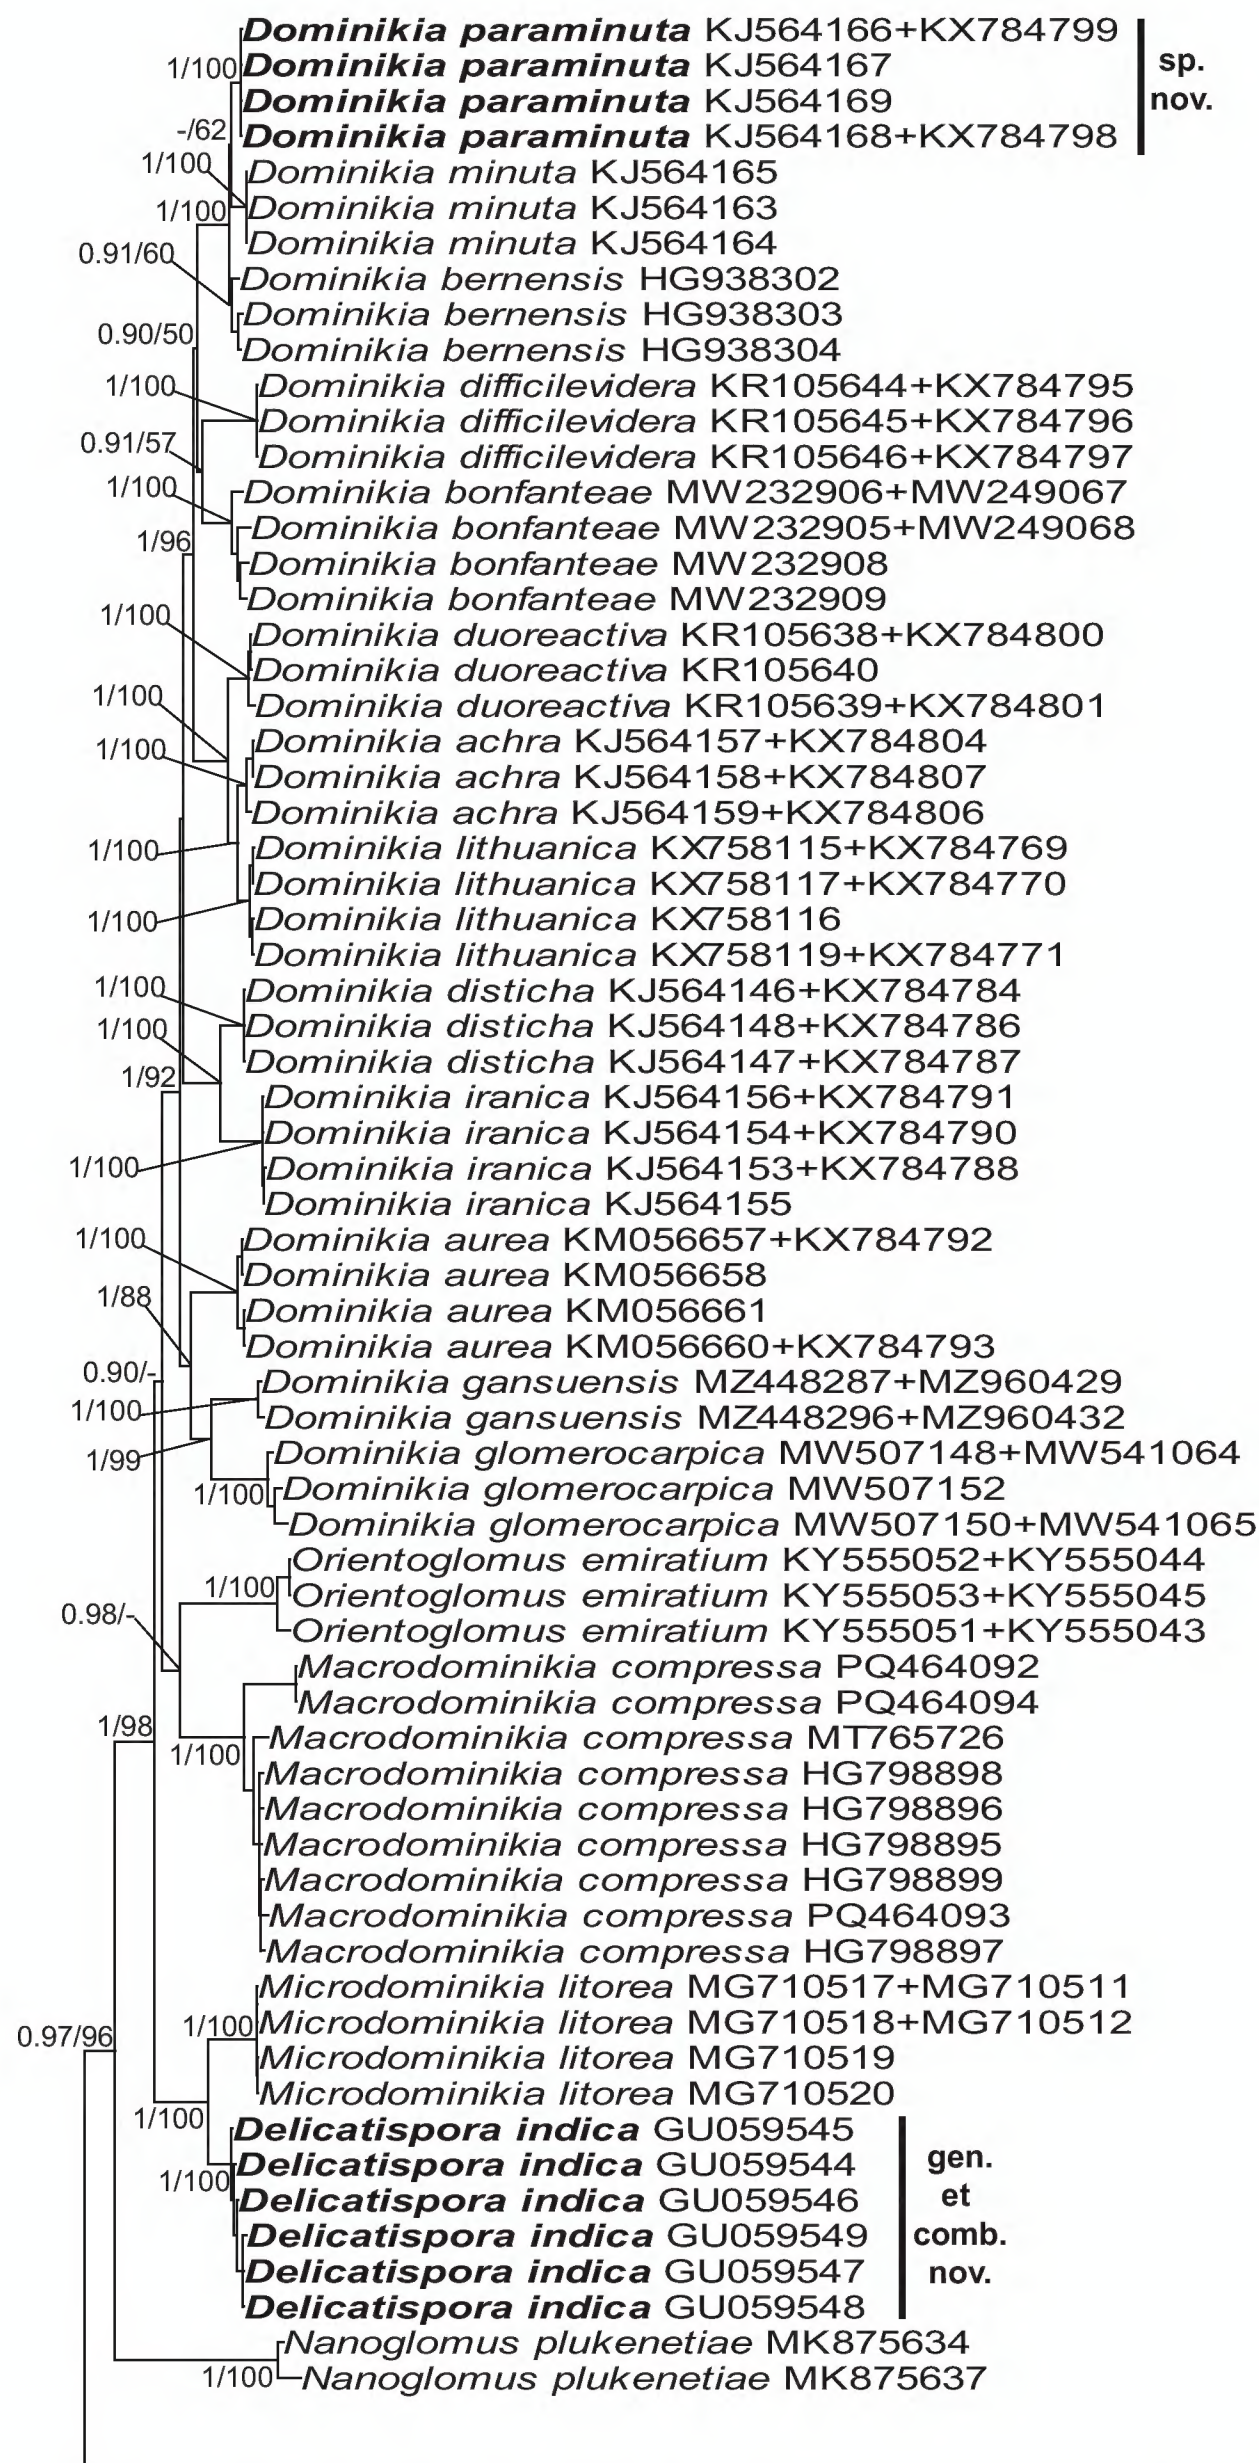 Dominikia paraminuta KJ564166+KX784799
sp.
1/100 Dominikia paraminuta KJ564167
Dominikia paraminuta KJ564169
nov.
-/62 Dominikia paraminuta KJ564168+KX784798
1/100 Dominikia minuta KJ564165
1/100 Dominikia minuta KJ564163
Dominikia minuta KJ564164
0.91/60 Dominikia bernensis HG938302
Dominikia bernensis HG938303
0.90/50 Dominikia bernensis HG938304
1/100 Dominikia difficilevidera KR105644+KX784795
Dominikia difficilevidera KR105645+KX784796
0.91/57 Dominikia difficilevidera KR105646+KX784797
1/100 Dominikia bonfanteae MW232906+MW249067
1/96 Dominikia bonfanteae MW232905+MW249068
Dominikia bonfanteae MW232908
Dominikia bonfanteae MW232909
1/100 Dominikia duoreactiva KR105638+KX784800
Dominikia duoreactiva KR105640
1/100 Dominikia duoreactiva KR105639+KX784801
1/100 Dominikia achra KJ564157+KX784804
Dominikia achra KJ564158+KX784807
Dominikia achra KJ564159+KX784806
1/100 Dominikia lithuanica KX758115+KX784769
Dominikia lithuanica KX758117+KX784770
1/100 Dominikia lithuanica KX758116
Dominikia lithuanica KX758119+KX784771
1/100 Dominikia disticha KJ564146+KX784784
1/100 Dominikia disticha KJ564148+KX784786
1/92 Dominikia disticha KJ564147+KX784787
Dominikia iranica KJ564156+KX784791
Dominikia iranica KJ564154+KX784790
1/100 Dominikia iranica KJ564153+KX784788
Dominikia iranica KJ564155
1/100 Dominikia aurea KM056657+KX784792
Dominikia aurea KM056658
1/88 Dominikia aurea KM056661
Dominikia aurea KM056660+KX784793
0.90/- Dominikia gansuensis MZ448287+MZ960429
1/100 Dominikia gansuensis MZ448296+MZ960432
1/99 Dominikia glomerocarpica MW507148+MW541064
1/100 Dominikia glomerocarpica MW507152
Dominikia glomerocarpica MW507150+MW541065
Orientoglomus emiratium KY555052+KY555044
1/100 Orientoglomus emiratium KY555053+KY555045
0.98/- Orientoglomus emiratium KY555051+KY555043
Macrodominikia compressa PQ464092
Macrodominikia compressa PQ464094
1/98 Macrodominikia compressa MT765726
1/100 Macrodominikia compressa HG798898
Macrodominikia compressa HG798896
Macrodominikia compressa HG798895
Macrodominikia compressa HG798899
Macrodominikia compressa PQ464093
Macrodominikia compressa HG798897
Microdominikia litorea MG710517+MG710511
0.97/96 1/100 Microdominikia litorea MG710518+MG710512
Microdominikia litorea MG710519
Microdominikia litorea MG710520
1/100 Delicatispora indica GU059545
gen.
Delicatispora indica GU059544
1/100 Delicatispora indica GU059546
et
Delicatispora indica GU059549
comb.
Delicatispora indica GU059547
nov.
Delicatispora indica GU059548
Nanoglomus plukenetiae MK875634
1/100 Nanoglomus plukenetiae MK875637